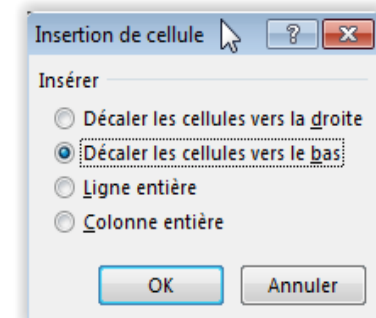 Insertion de cellule ?
Insérer
Décaler les cellules vers la droite
Décaler les cellules vers le bas
Ligne entière
Colonne entière
OK Annuler